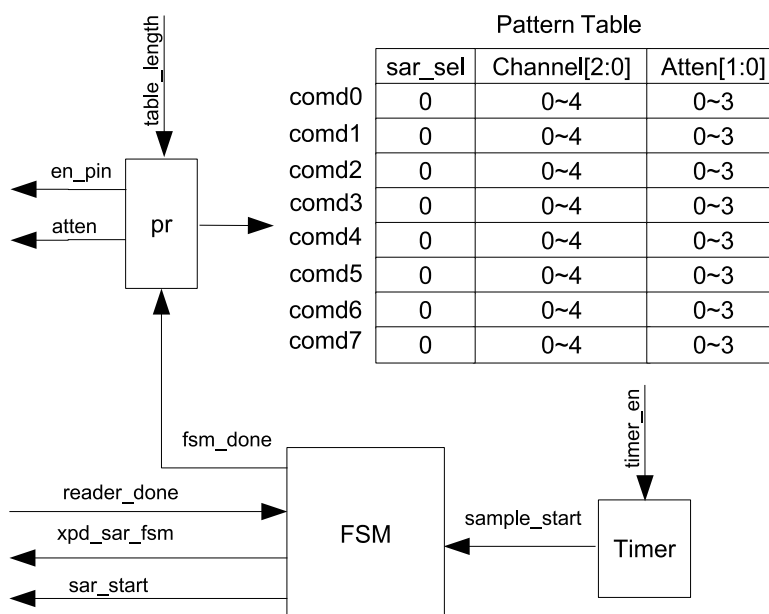 Pattern Table
table_length
sar_sel Channel[2:0] Atten[1:0]
comd0 0 0~4 0~3
comd1 0 0~4 0~3
comd2 0 0~4 0~3
comd3 0 0~4 0~3
comd4 0 0~4 0~3
comd5 0 0~4 0~3
comd6 0 0~4 0~3
comd7 0 0~4 0~3
en_pin
atten
pr
fsm_done
timer_en
reader_done
xpd_sar_fsm
sar_start
FSM
sample_start
Timer